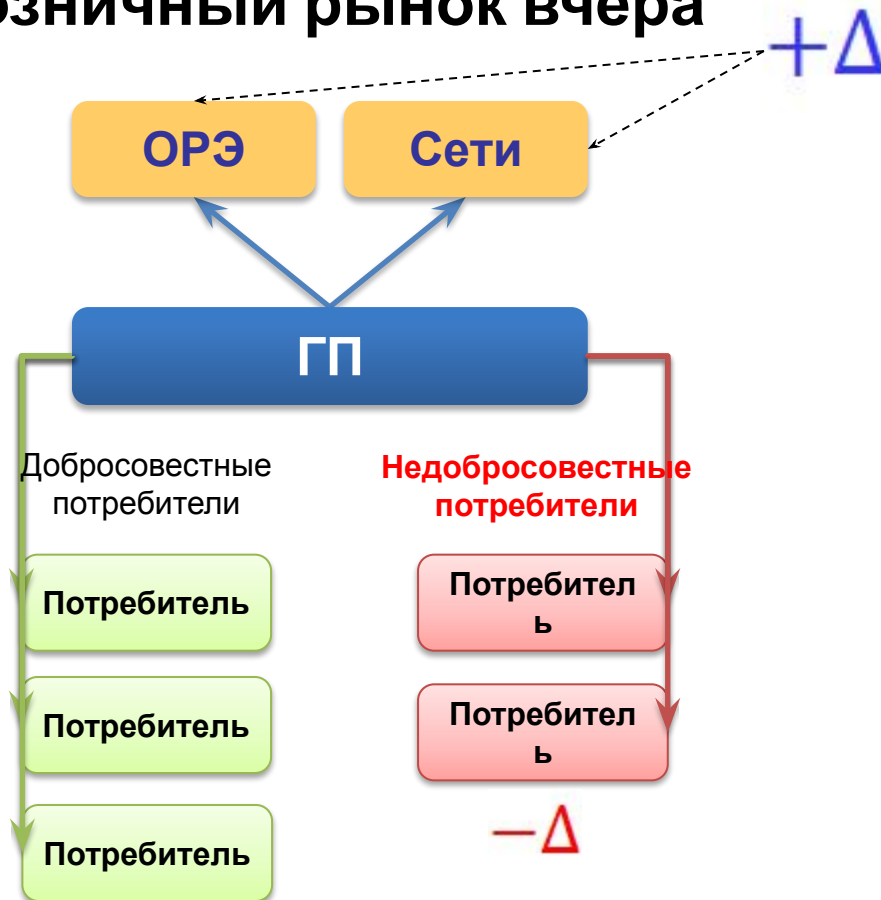 озничный рынок вчера
+Δ
ОРЭ
Сети
ГП
Добросовестные
потребители
Недобросовестные
потребители
Потребитель
Потребител
ь
Потребитель
Потребител
ь
Потребитель
−Δ